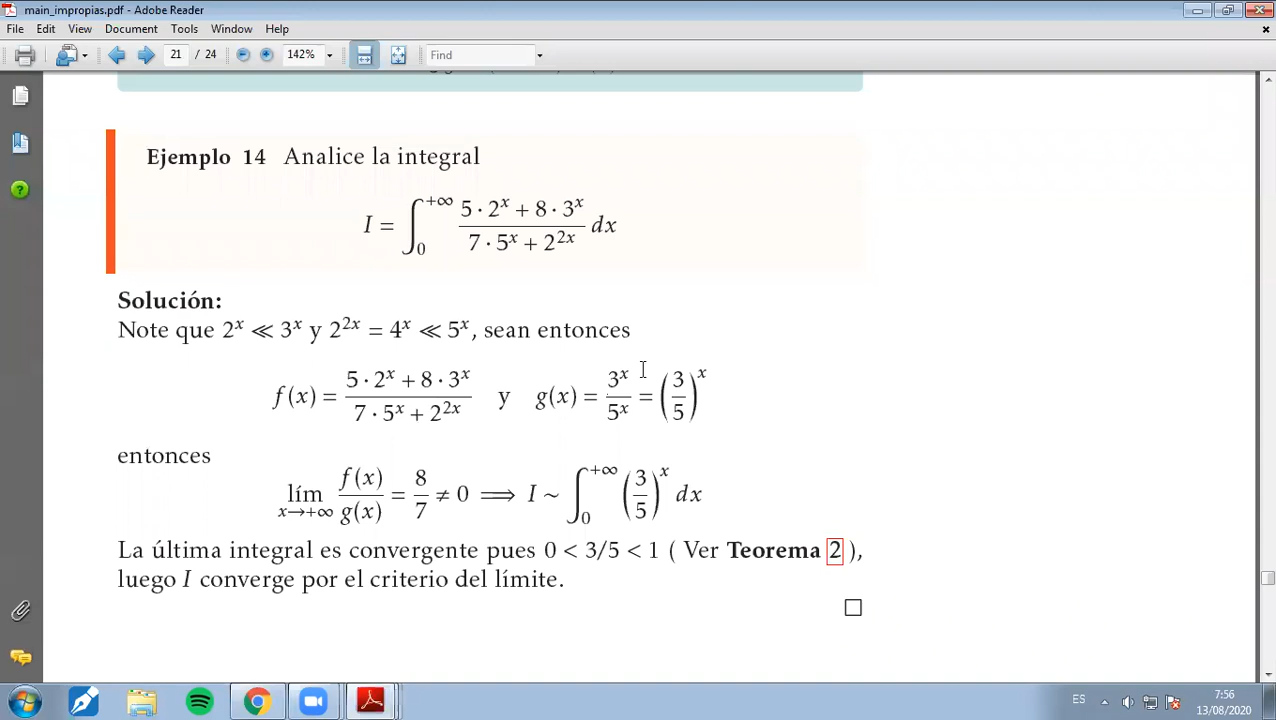 main_impropias.pdf - Adobe Reader
File Edit View Document Tools Window Help
21 / 24 142% Find
Ejemplo 14 Analice la integral
I = ∫₀^{+∞} (5 · 2^x + 8 · 3^x)/(7 · 5^x + 2^{2x}) dx
Solución:
Note que 2^x ≪ 3^x y 2^{2x} = 4^x ≪ 5^x, sean entonces
f(x) = (5 · 2^x + 8 · 3^x)/(7 · 5^x + 2^{2x}) y g(x) = 3^x/5^x = (3/5)^x
entonces
lím_{x→+∞} f(x)/g(x) = 8/7 ≠ 0 ⟹ I ~ ∫₀^{+∞} (3/5)^x dx
La última integral es convergente pues 0 < 3/5 < 1 ( Ver Teorema 2 ),
luego I converge por el criterio del límite.
□
ES 7:56
13/08/2020